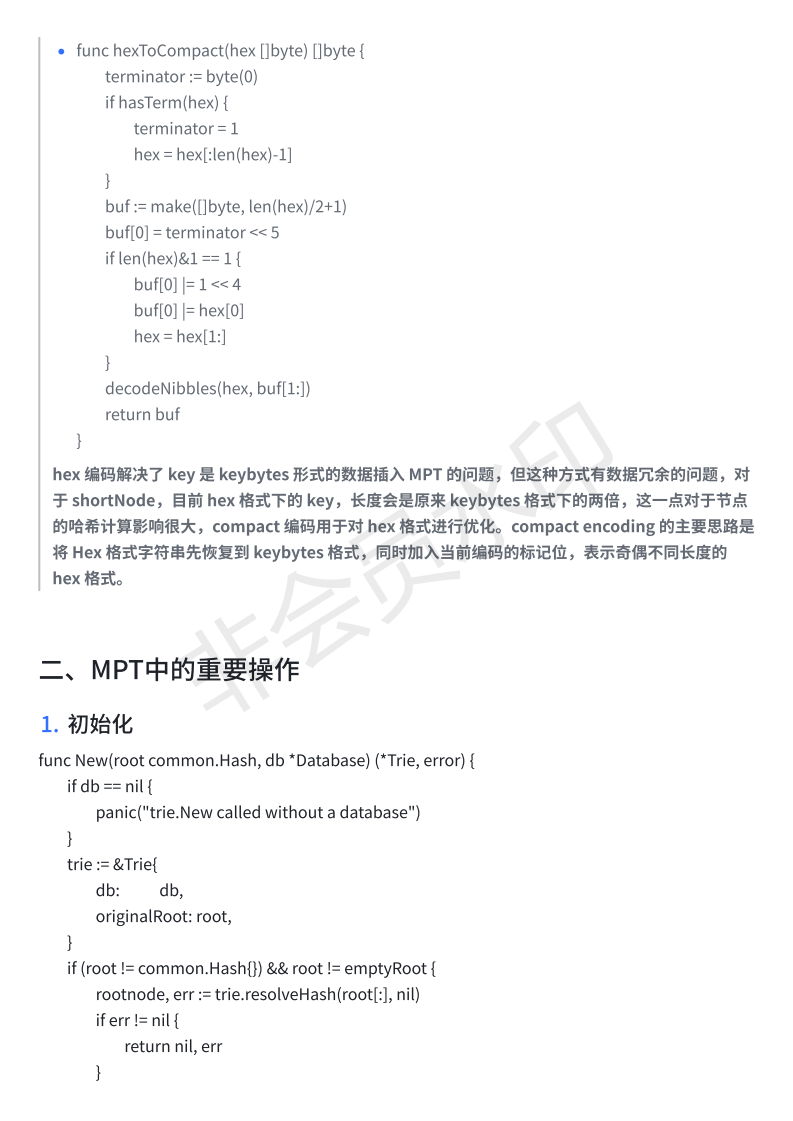 • func hexToCompact(hex []byte) []byte {
terminator := byte(0)
if hasTerm(hex) {
terminator = 1
hex = hex[:len(hex)-1]
}
buf := make([]byte, len(hex)/2+1)
buf[0] = terminator << 5
if len(hex)&1 == 1 {
buf[0] |= 1 << 4
buf[0] |= hex[0]
hex = hex[1:]
}
decodeNibbles(hex, buf[1:])
return buf
}
hex 编码解决了 key 是 keybytes 形式的数据插入 MPT 的问题，但这种方式有数据冗余的问题，对
于 shortNode，目前 hex 格式下的 key，长度会是原来 keybytes 格式下的两倍，这一点对于节点
的哈希计算影响很大，compact 编码用于对 hex 格式进行优化。compact encoding 的主要思路是
将 Hex 格式字符串先恢复到 keybytes 格式，同时加入当前编码的标记位，表示奇偶不同长度的
hex 格式。
非会员水印
二、MPT中的重要操作
1. 初始化
func New(root common.Hash, db *Database) (*Trie, error) {
if db == nil {
panic("trie.New called without a database")
}
trie := &Trie{
db: db,
originalRoot: root,
}
if (root != common.Hash{}) && root != emptyRoot {
rootnode, err := trie.resolveHash(root[:], nil)
if err != nil {
return nil, err
}